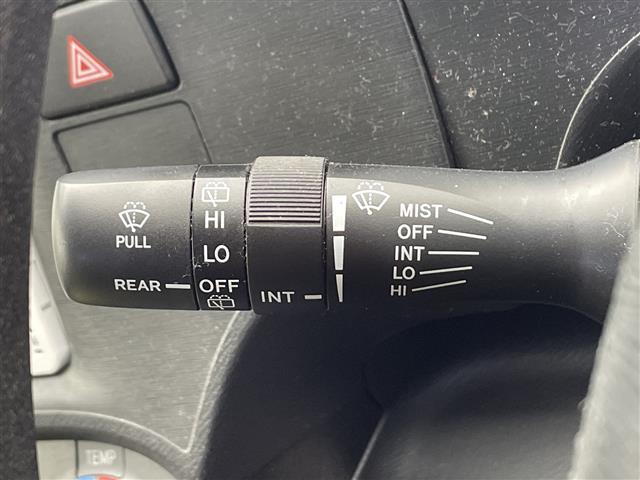 PULL
REAR
HI
LO
OFF
INT
MIST
OFF
INT
LO
HI
TEMP